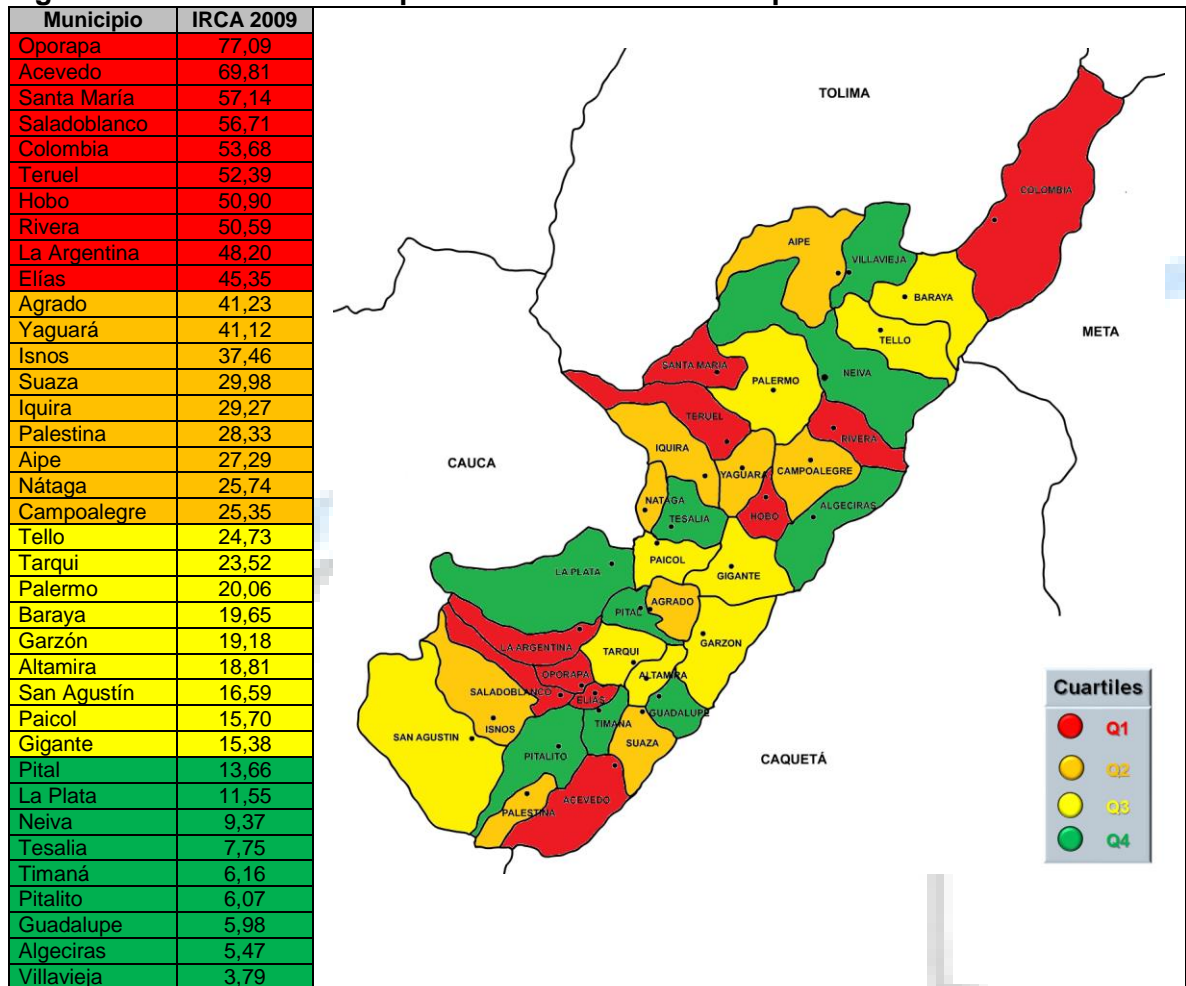 Municipio IRCA 2009
Oporapa 77,09
Acevedo 69,81
Santa María 57,14
Saladoblanco 56,71
Colombia 53,68
Teruel 52,39
Hobo 50,90
Rivera 50,59
La Argentina 48,20
Elías 45,35
Agrado 41,23
Yaguará 41,12
Isnos 37,46
Suaza 29,98
Iquira 29,27
Palestina 28,33
Aipe 27,29
Nátaga 25,74
Campoalegre 25,35
Tello 24,73
Tarqui 23,52
Palermo 20,06
Baraya 19,65
Garzón 19,18
Altamira 18,81
San Agustín 16,59
Paicol 15,70
Gigante 15,38
Pital 13,66
La Plata 11,55
Neiva 9,37
Tesalia 7,75
Timaná 6,16
Pitalito 6,07
Guadalupe 5,98
Algeciras 5,47
Villavieja 3,79
TOLIMA
COLOMBIA
AIPE
VILLAVIEJA
BARAYA
META
TELLO
SANTA MARIA
NEIVA
PALERMO
TERUEL
RIVERA
IQUIRA
CAUCA
YAGUARA
CAMPOALEGRE
NATAGA
ALGECIRAS
HOBO
TESALIA
PAICOL
LA PLATA
GIGANTE
AGRADO
PITAL
GARZON
LA ARGENTINA
TARQUI
OPORAPA
ALTAMIRA
SALADOBLANCO
ELIAS
GUADALUPE
TIMANA
ISNOS
SAN AGUSTIN
SUAZA
PITALITO
CAQUETÁ
ACEVEDO
PALESTINA
Cuartiles
Q1
Q2
Q3
Q4